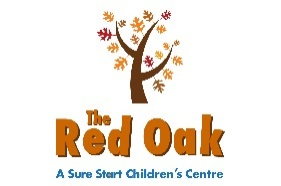 The
Red Oak
A Sure Start Children's Centre